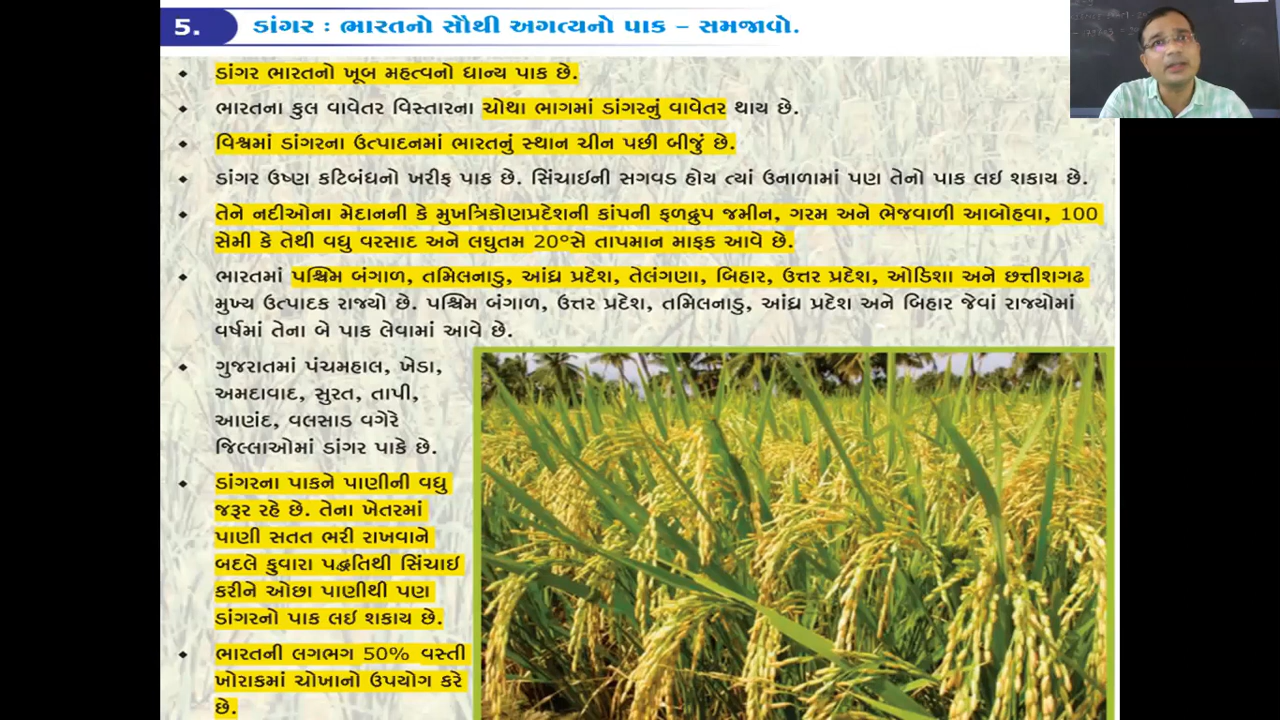 5. ડાંગર : ભારતનો સૌથી અગત્યનો પાક – સમજાવો.
◆ ડાંગર ભારતનો ખૂબ મહત્વનો ધાન્ય પાક છે.
◆ ભારતના કુલ વાવેતર વિસ્તારના ચોથા ભાગમાં ડાંગરનું વાવેતર થાય છે.
◆ વિશ્વમાં ડાંગરના ઉત્પાદનમાં ભારતનું સ્થાન ચીન પછી બીજું છે.
◆ ડાંગર ઉષ્ણ કટિબંધનો ખરીફ પાક છે. સિંચાઈની સગવડ હોય ત્યાં ઉનાળામાં પણ તેનો પાક લઈ શકાય છે.
◆ તેને નદીઓના મેદાનની કે મુખત્રિકોણપ્રદેશની કાંપની ફળદ્રુપ જમીન, ગરમ અને ભેજવાળી આબોહવા, 100
સેમી કે તેથી વધુ વરસાદ અને લઘુતમ 20°સે તાપમાન માફક આવે છે.
◆ ભારતમાં પશ્ચિમ બંગાળ, તમિલનાડુ, આંધ્ર પ્રદેશ, તેલંગણા, બિહાર, ઉત્તર પ્રદેશ, ઓડિશા અને છત્તીશગઢ
મુખ્ય ઉત્પાદક રાજ્યો છે. પશ્ચિમ બંગાળ, ઉત્તર પ્રદેશ, તમિલનાડુ, આંધ્ર પ્રદેશ અને બિહાર જેવાં રાજ્યોમાં
વર્ષમાં તેના બે પાક લેવામાં આવે છે.
◆ ગુજરાતમાં પંચમહાલ, ખેડા,
અમદાવાદ, સુરત, તાપી,
આણંદ, વલસાડ વગેરે
જિલ્લાઓમાં ડાંગર પાકે છે.
◆ ડાંગરના પાકને પાણીની વધુ
જરૂર રહે છે. તેના ખેતરમાં
પાણી સતત ભરી રાખવાને
બદલે ફુવારા પદ્ધતિથી સિંચાઈ
કરીને ઓછા પાણીથી પણ
ડાંગરનો પાક લઈ શકાય છે.
◆ ભારતની લગભગ 50% વસ્તી
ખોરાકમાં ચોખાનો ઉપયોગ કરે
છે.